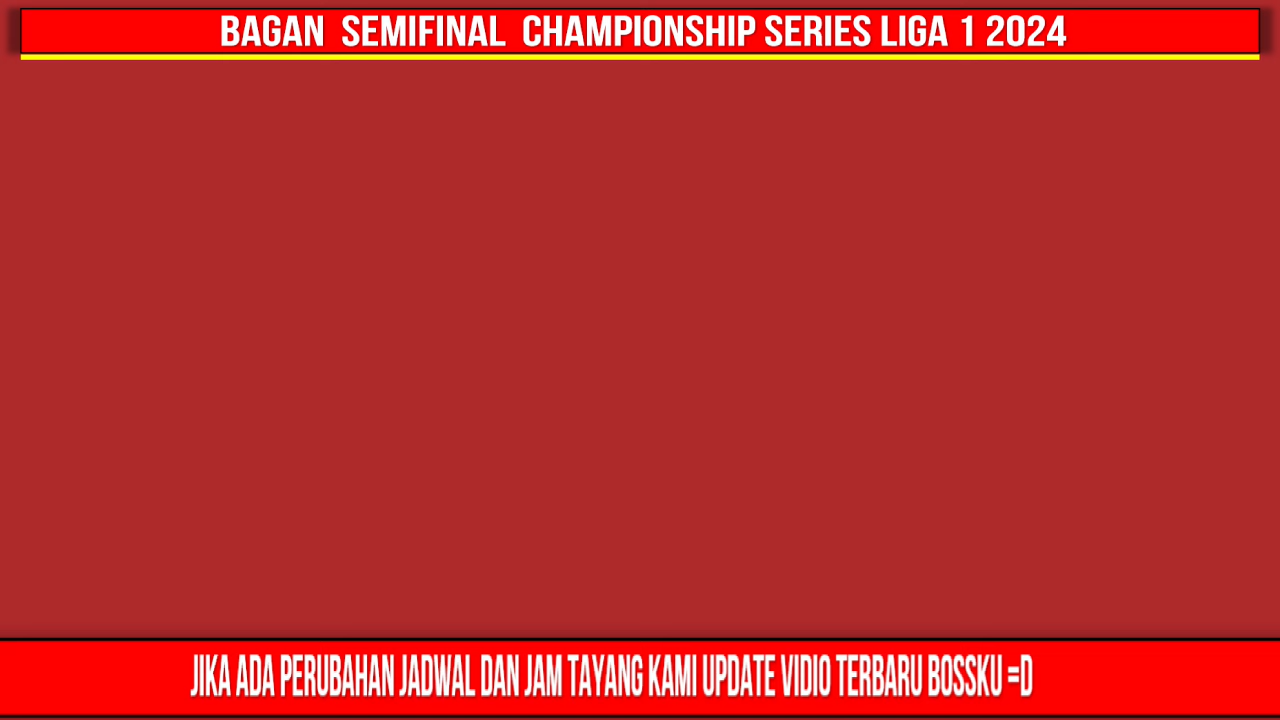 BAGAN SEMIFINAL CHAMPIONSHIP SERIES LIGA 1 2024
JIKA ADA PERUBAHAN JADWAL DAN JAM TAYANG KAMI UPDATE VIDIO TERBARU BOSSKU =D